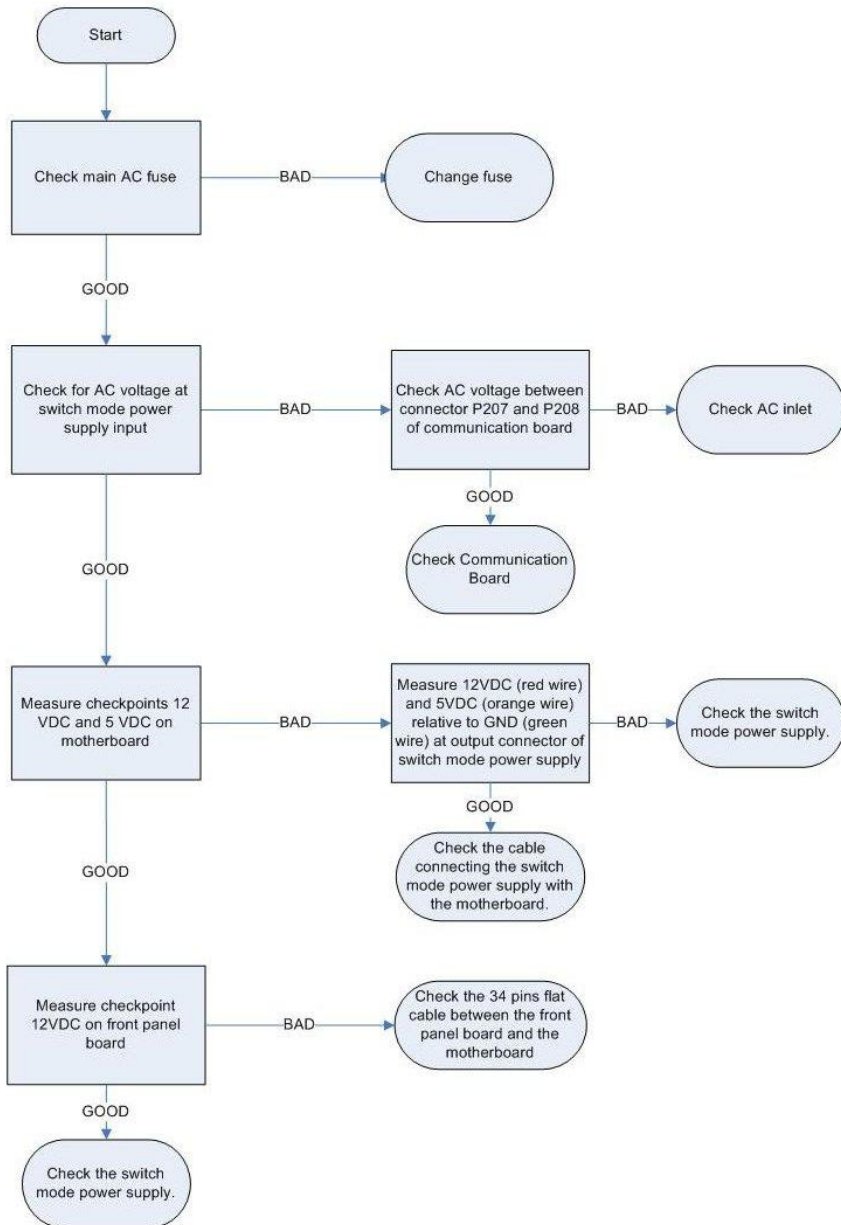 Start
Check main AC fuse
BAD
Change fuse
GOOD
Check for AC voltage at
switch mode power
supply input
BAD
Check AC voltage between
connector P207 and P208
of communication board
BAD
Check AC inlet
GOOD
Check Communication
Board
GOOD
Measure checkpoints 12
VDC and 5 VDC on
motherboard
BAD
Measure 12VDC (red wire)
and 5VDC (orange wire)
relative to GND (green
wire) at output connector of
switch mode power supply
BAD
Check the switch
mode power supply.
GOOD
Check the cable
connecting the switch
mode power supply with
the motherboard.
GOOD
Measure checkpoint
12VDC on front panel
board
BAD
Check the 34 pins flat
cable between the front
panel board and the
motherboard
GOOD
Check the switch
mode power supply.